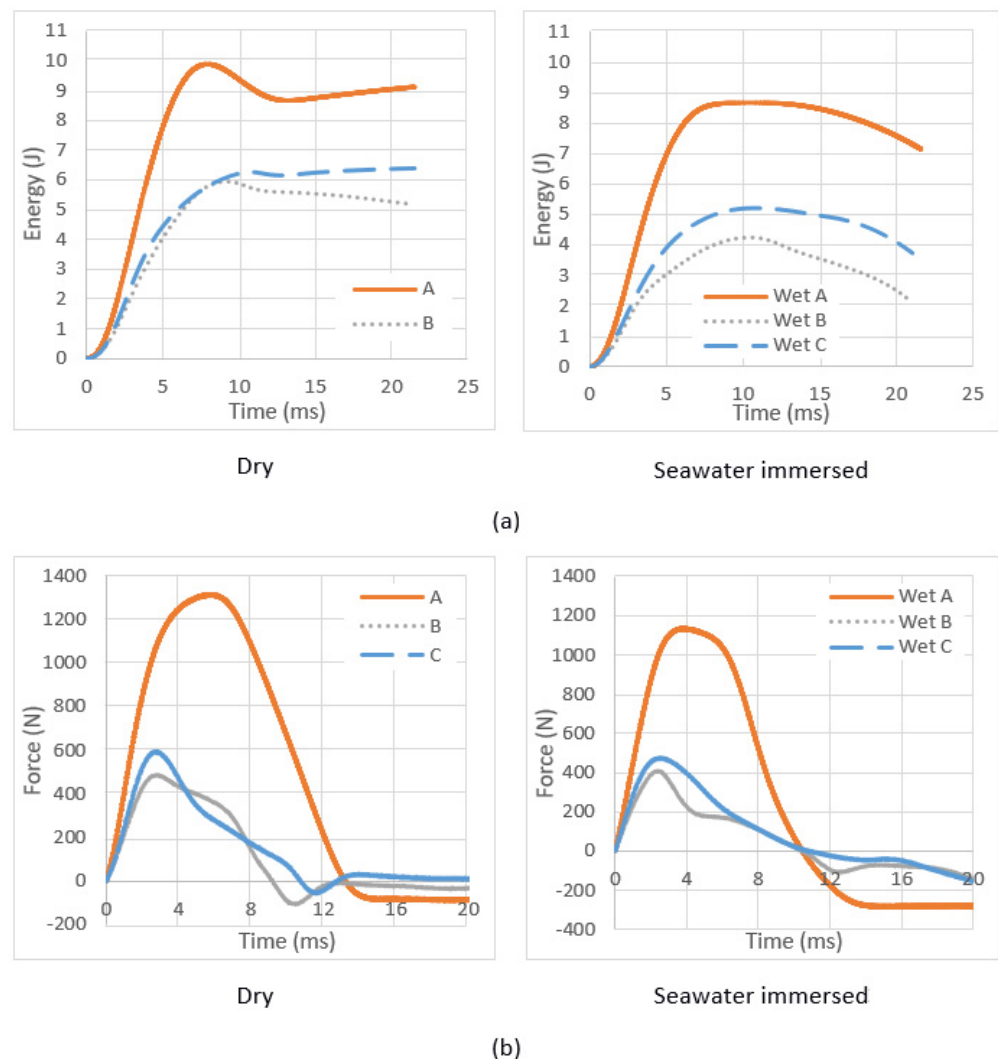 11
10
9
8
7
6
5
4
3
2
1
0
Energy (J)
A
B
0 5 10 15 20 25
Time (ms)
Dry
11
10
9
8
7
6
5
4
3
2
1
0
Energy (J)
Wet A
Wet B
Wet C
0 5 10 15 20 25
Time (ms)
Seawater immersed
(a)
1400
1200
1000
800
600
400
200
0
-200
Force (N)
A
B
C
0 4 8 12 16 20
Time (ms)
Dry
1400
1200
1000
800
600
400
200
0
-200
-400
Force (N)
Wet A
Wet B
Wet C
0 4 8 12 16 20
Time (ms)
Seawater immersed
(b)